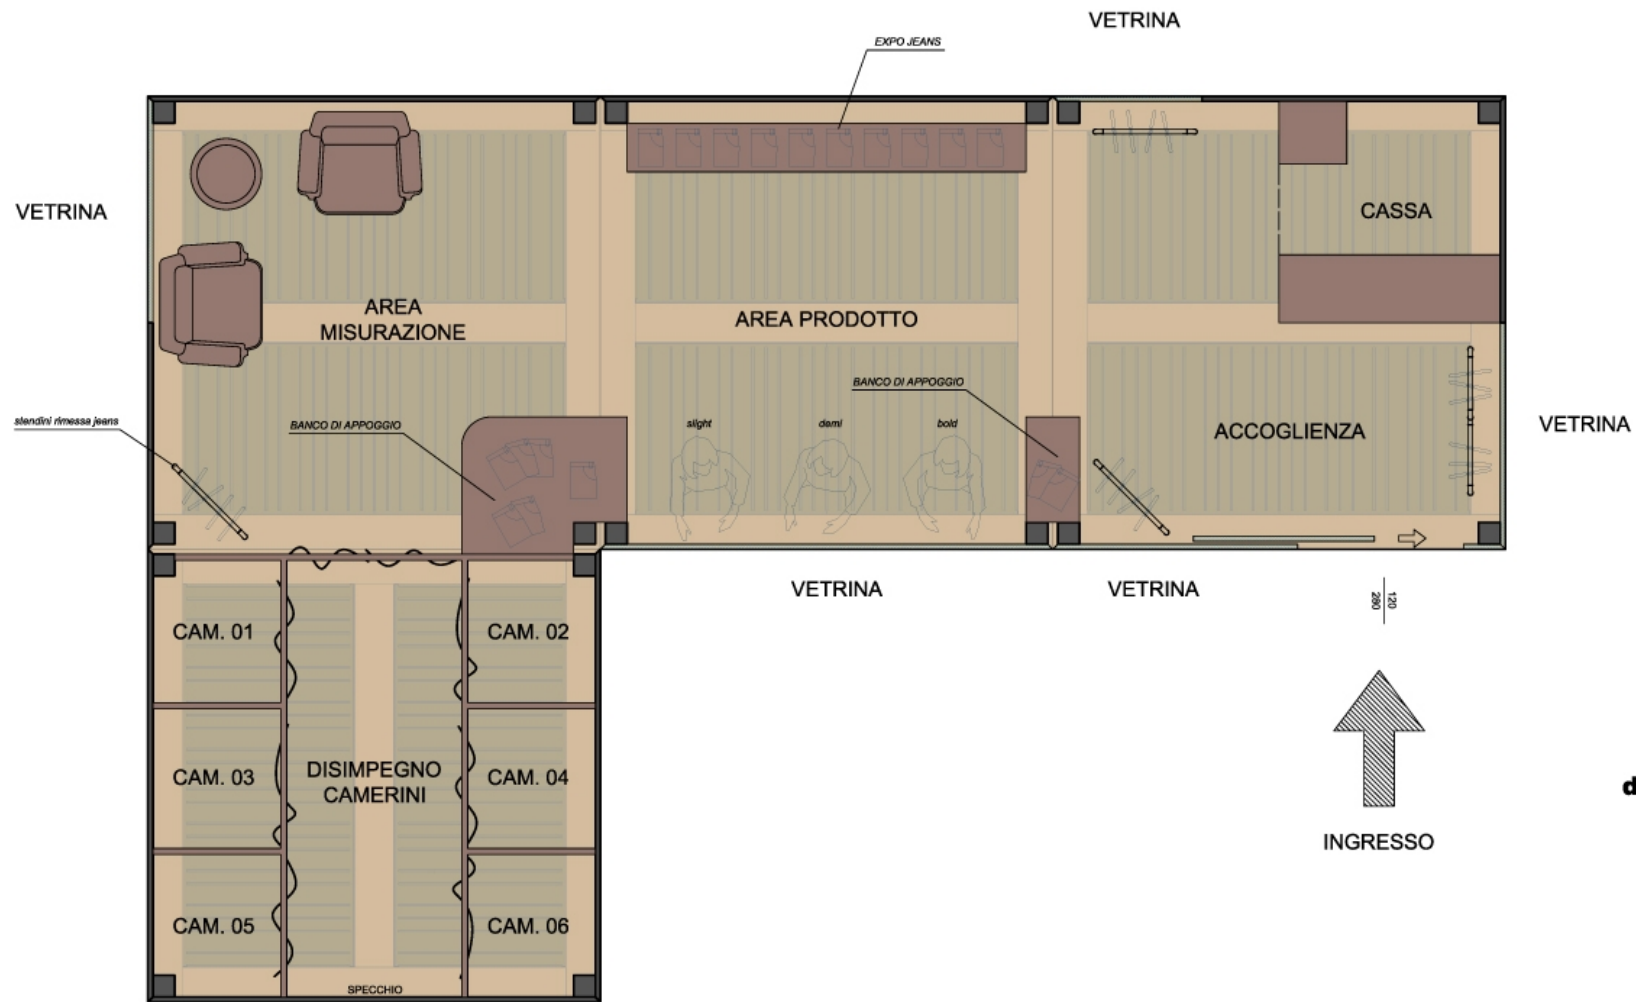 VETRINA
EXPO JEANS
VETRINA
CASSA
AREA
MISURAZIONE
AREA PRODOTTO
BANCO DI APPOGGIO
stendini rimessa jeans
BANCO DI APPOGGIO
slight
demi
bold
ACCOGLIENZA
VETRINA
VETRINA
VETRINA
120
280
CAM. 01
CAM. 02
CAM. 03
DISIMPEGNO
CAMERINI
CAM. 04
d
INGRESSO
CAM. 05
CAM. 06
SPECCHIO